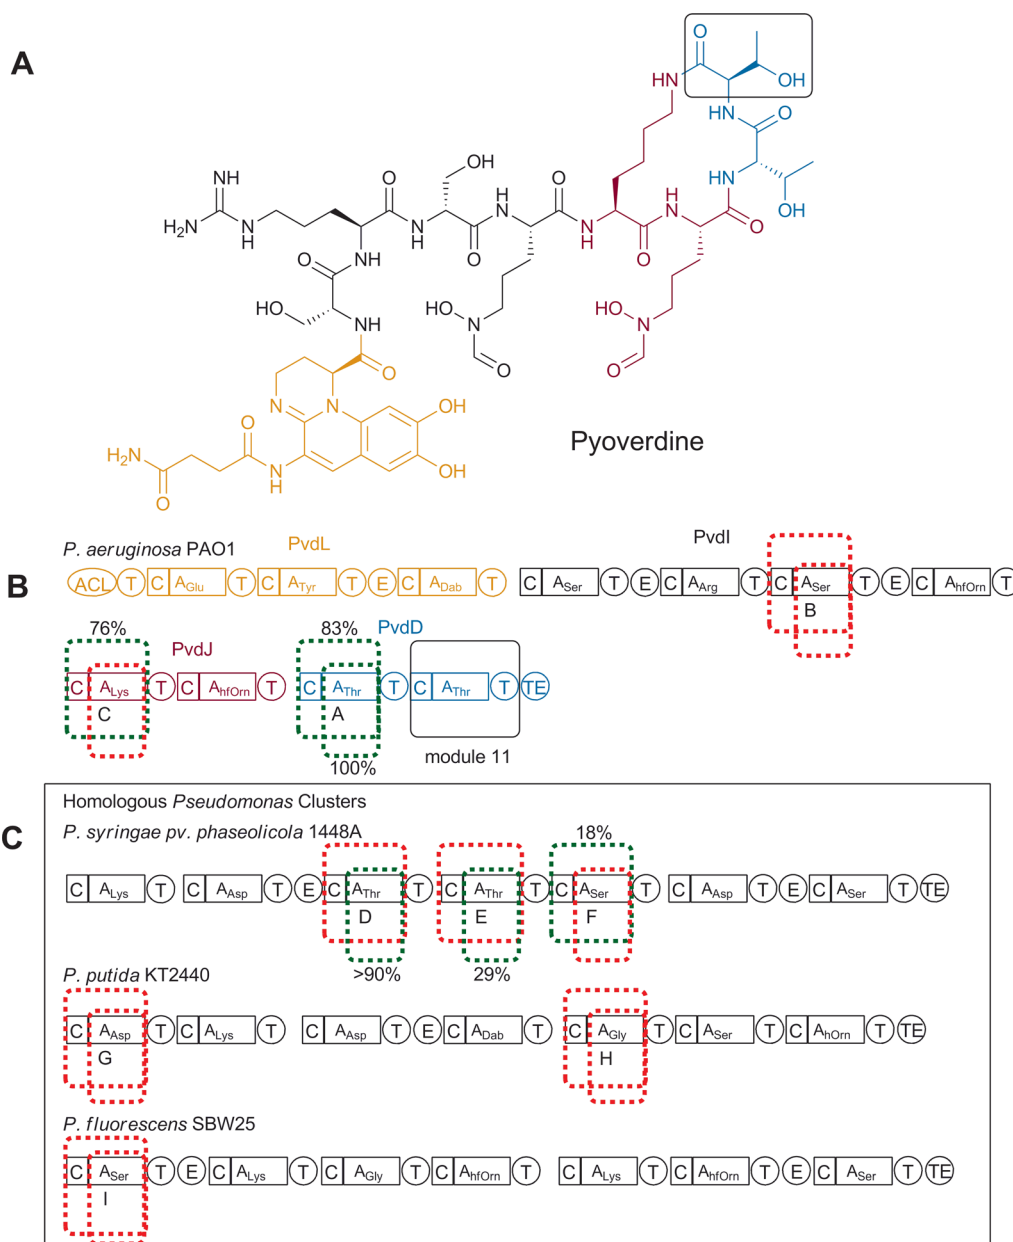 A
O
OH
HN
HN
O
HN
OH
O
NH
H2N
N
H
O
OH
N
H
O
H
N
O
N
H
O
H
N
O
NH
HO
N
O
HO
N
O
HO
NH
O
N
N
OH
OH
O
H2N
O
N
H
Pyoverdine
B
P. aeruginosa PAO1
PvdL
PvdI
ACL T C AGlu T C ATyr T E C ADab T C ASer T E C AArg T C ASer T E C AhfOrn T
B
76%
83%
PvdJ
PvdD
C ALys T C AhfOrn T C AThr T C AThr T TE
C
A
100%
module 11
C
Homologous Pseudomonas Clusters
P. syringae pv. phaseolicola 1448A
18%
C ALys T C AAsp T E C AThr T C AThr T C ASer T C AAsp T E C ASer T TE
D
E
F
>90%
29%
P. putida KT2440
C AAsp T C ALys T C AAsp T E C ADab T C AGly T C ASer T C AhOrn T TE
G
H
P. fluorescens SBW25
C ASer T E C ALys T C AGly T C AhfOrn T C ALys T C AhfOrn T E C ASer T TE
I